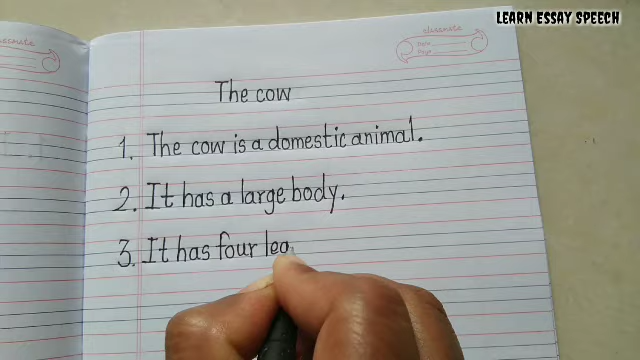 LEARN ESSAY SPEECH
The cow
1. The cow is a domestic animal.
2. It has a large body.
3. It has four lea